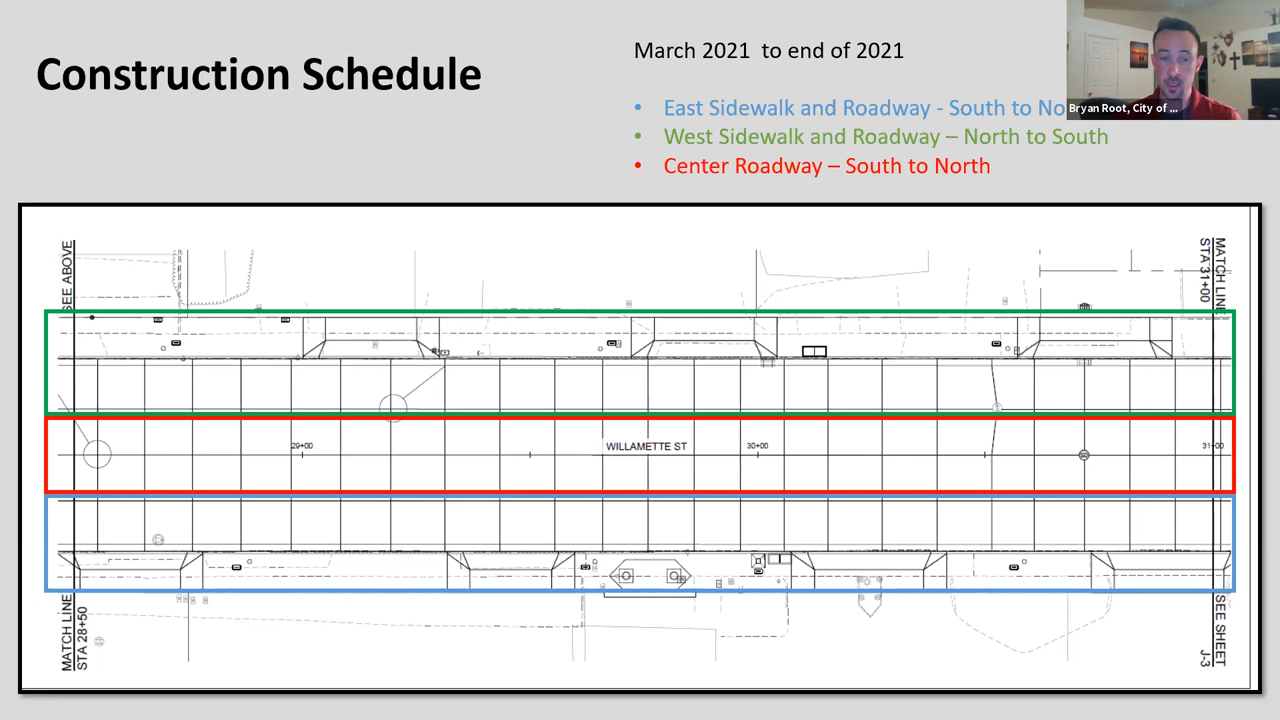 Construction Schedule
March 2021 to end of 2021
• East Sidewalk and Roadway - South to No
Bryan Root, City of ...
• West Sidewalk and Roadway – North to South
• Center Roadway – South to North
SEE ABOVE
MATCH LINE
STA 31+00
29+00
WILLAMETTE ST
30+00
31+00
MATCH LINE
STA 28+50
SEE SHEET
J-3